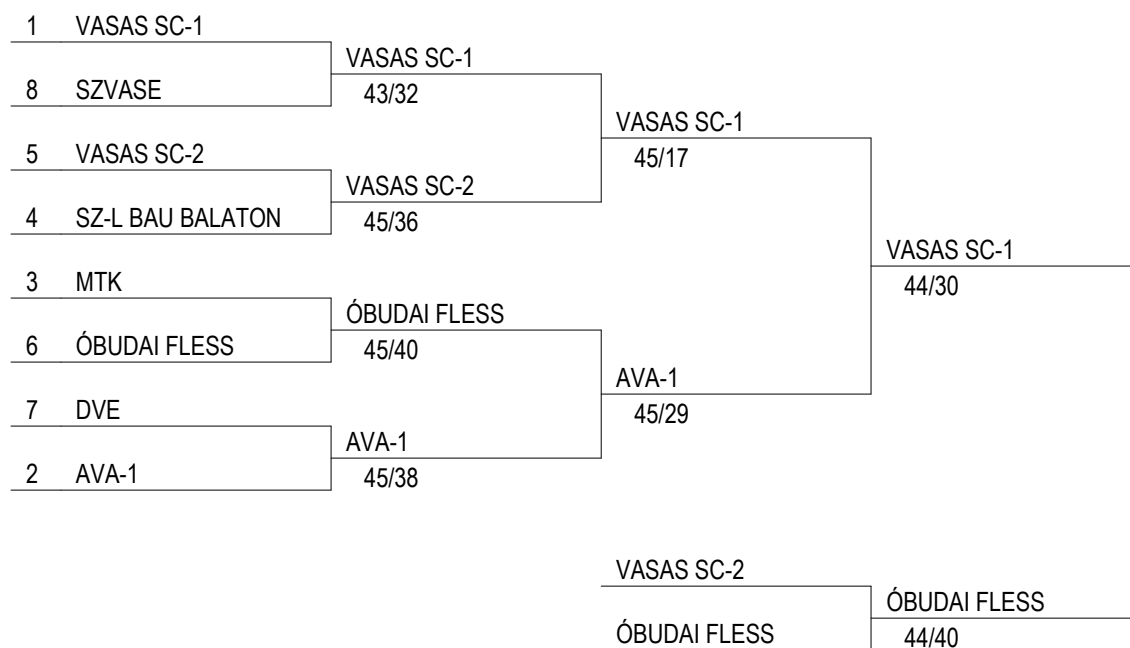 1 VASAS SC-1
VASAS SC-1
8 SZVASE
43/32
VASAS SC-1
5 VASAS SC-2
45/17
VASAS SC-2
4 SZ-L BAU BALATON
45/36
VASAS SC-1
3 MTK
44/30
ÓBUDAI FLESS
6 ÓBUDAI FLESS
45/40
AVA-1
7 DVE
45/29
AVA-1
2 AVA-1
45/38
VASAS SC-2
ÓBUDAI FLESS
ÓBUDAI FLESS
44/40